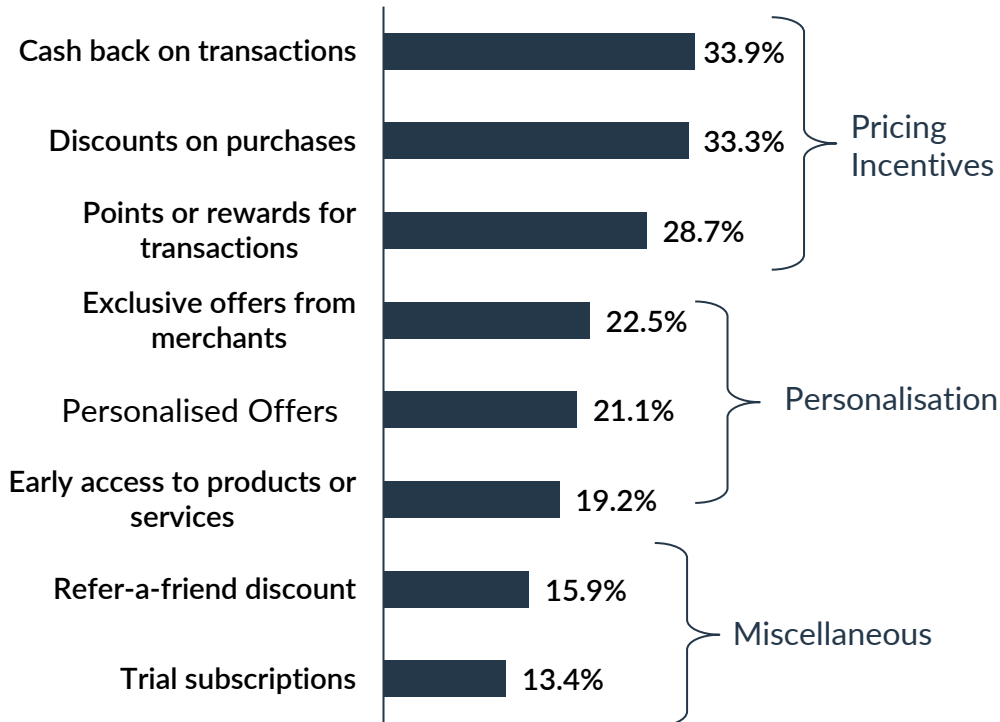 Cash back on transactions
33.9%
Discounts on purchases
33.3%
Pricing
Incentives
Points or rewards for
transactions
28.7%
Exclusive offers from
merchants
22.5%
Personalised Offers
21.1%
Personalisation
Early access to products or
services
19.2%
Refer-a-friend discount
15.9%
Miscellaneous
Trial subscriptions
13.4%